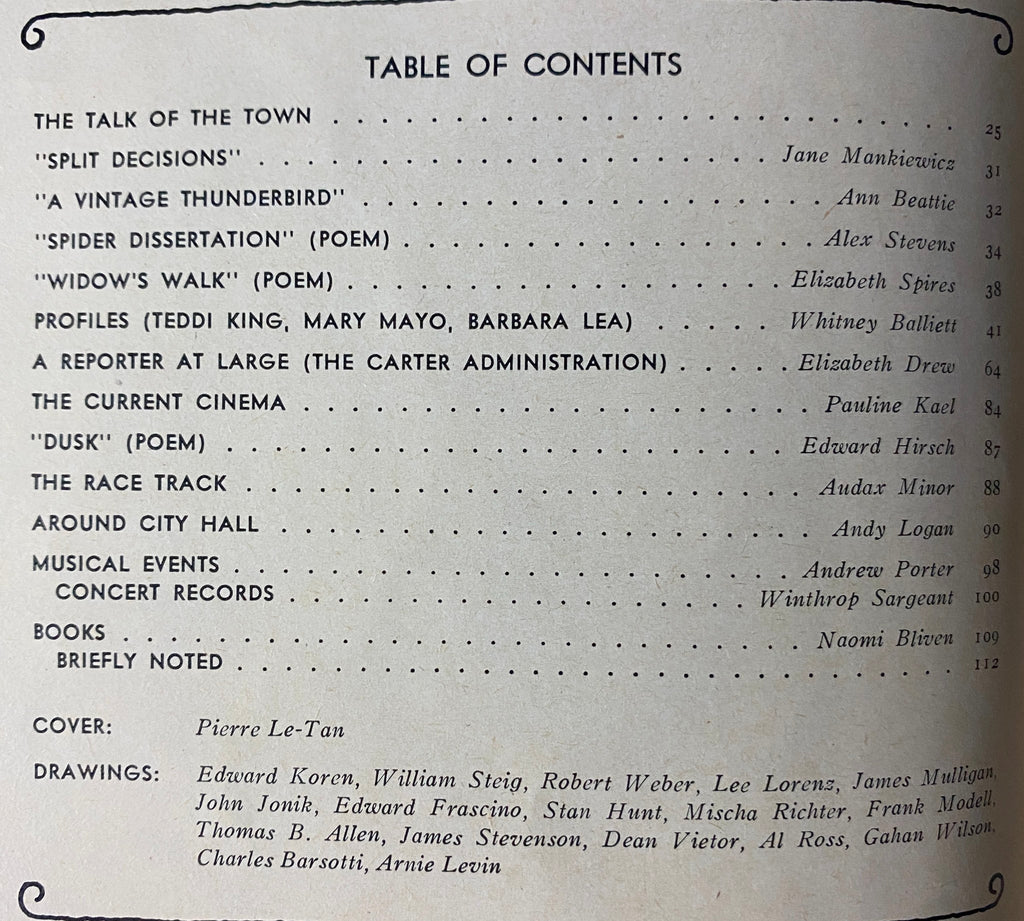 TABLE OF CONTENTS
THE TALK OF THE TOWN . . . . . . . . . . . . . . . . . . . . . . . . . . 25
"SPLIT DECISIONS" . . . . . . . . . . . . . . . . . . . . . . Jane Mankiewicz 31
"A VINTAGE THUNDERBIRD" . . . . . . . . . . . . . . . . . . . Ann Beattie 32
"SPIDER DISSERTATION" (POEM) . . . . . . . . . . . . . . . . . Alex Stevens 34
"WIDOW'S WALK" (POEM) . . . . . . . . . . . . . . . . . . Elizabeth Spires 38
PROFILES (TEDDI KING, MARY MAYO, BARBARA LEA) . . . . . Whitney Balliett 41
A REPORTER AT LARGE (THE CARTER ADMINISTRATION) . . . . . Elizabeth Drew 64
THE CURRENT CINEMA . . . . . . . . . . . . . . . . . . . . . Pauline Kael 84
"DUSK" (POEM) . . . . . . . . . . . . . . . . . . . . . . . Edward Hirsch 87
THE RACE TRACK . . . . . . . . . . . . . . . . . . . . . . . Audax Minor 88
AROUND CITY HALL . . . . . . . . . . . . . . . . . . . . . . Andy Logan 90
MUSICAL EVENTS . . . . . . . . . . . . . . . . . . . . . . . Andrew Porter 98
CONCERT RECORDS . . . . . . . . . . . . . . . . . . . Winthrop Sargeant 100
BOOKS . . . . . . . . . . . . . . . . . . . . . . . . . . . Naomi Bliven 109
BRIEFLY NOTED . . . . . . . . . . . . . . . . . . . . . . . . . . . . . 112
COVER: Pierre Le-Tan
DRAWINGS: Edward Koren, William Steig, Robert Weber, Lee Lorenz, James Mulligan,
John Jonik, Edward Frascino, Stan Hunt, Mischa Richter, Frank Modell,
Thomas B. Allen, James Stevenson, Dean Vietor, Al Ross, Gahan Wilson,
Charles Barsotti, Arnie Levin